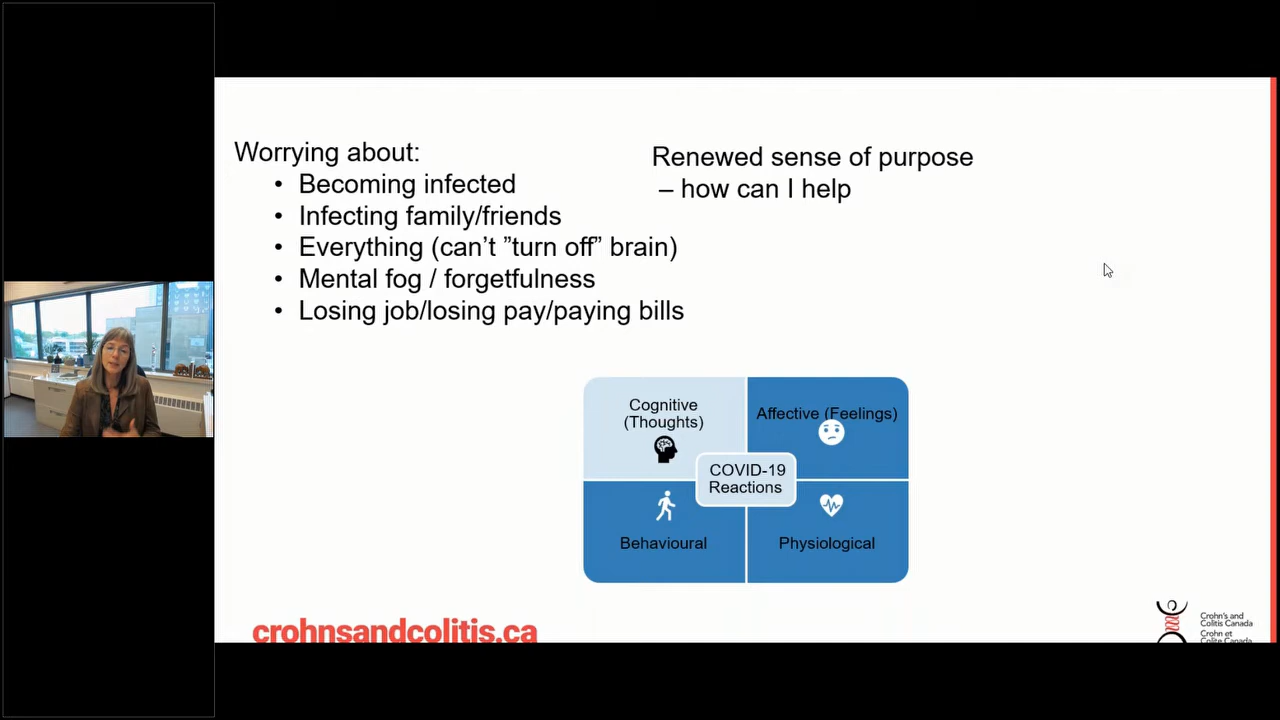 Worrying about:
• Becoming infected
• Infecting family/friends
• Everything (can’t ”turn off” brain)
• Mental fog / forgetfulness
• Losing job/losing pay/paying bills
Renewed sense of purpose
– how can I help
Cognitive
(Thoughts)
Affective (Feelings)
COVID-19
Reactions
Behavioural
Physiological
crohnsandcolitis.ca
Crohn's and
Colitis Canada
Crohn et
Colite Canada